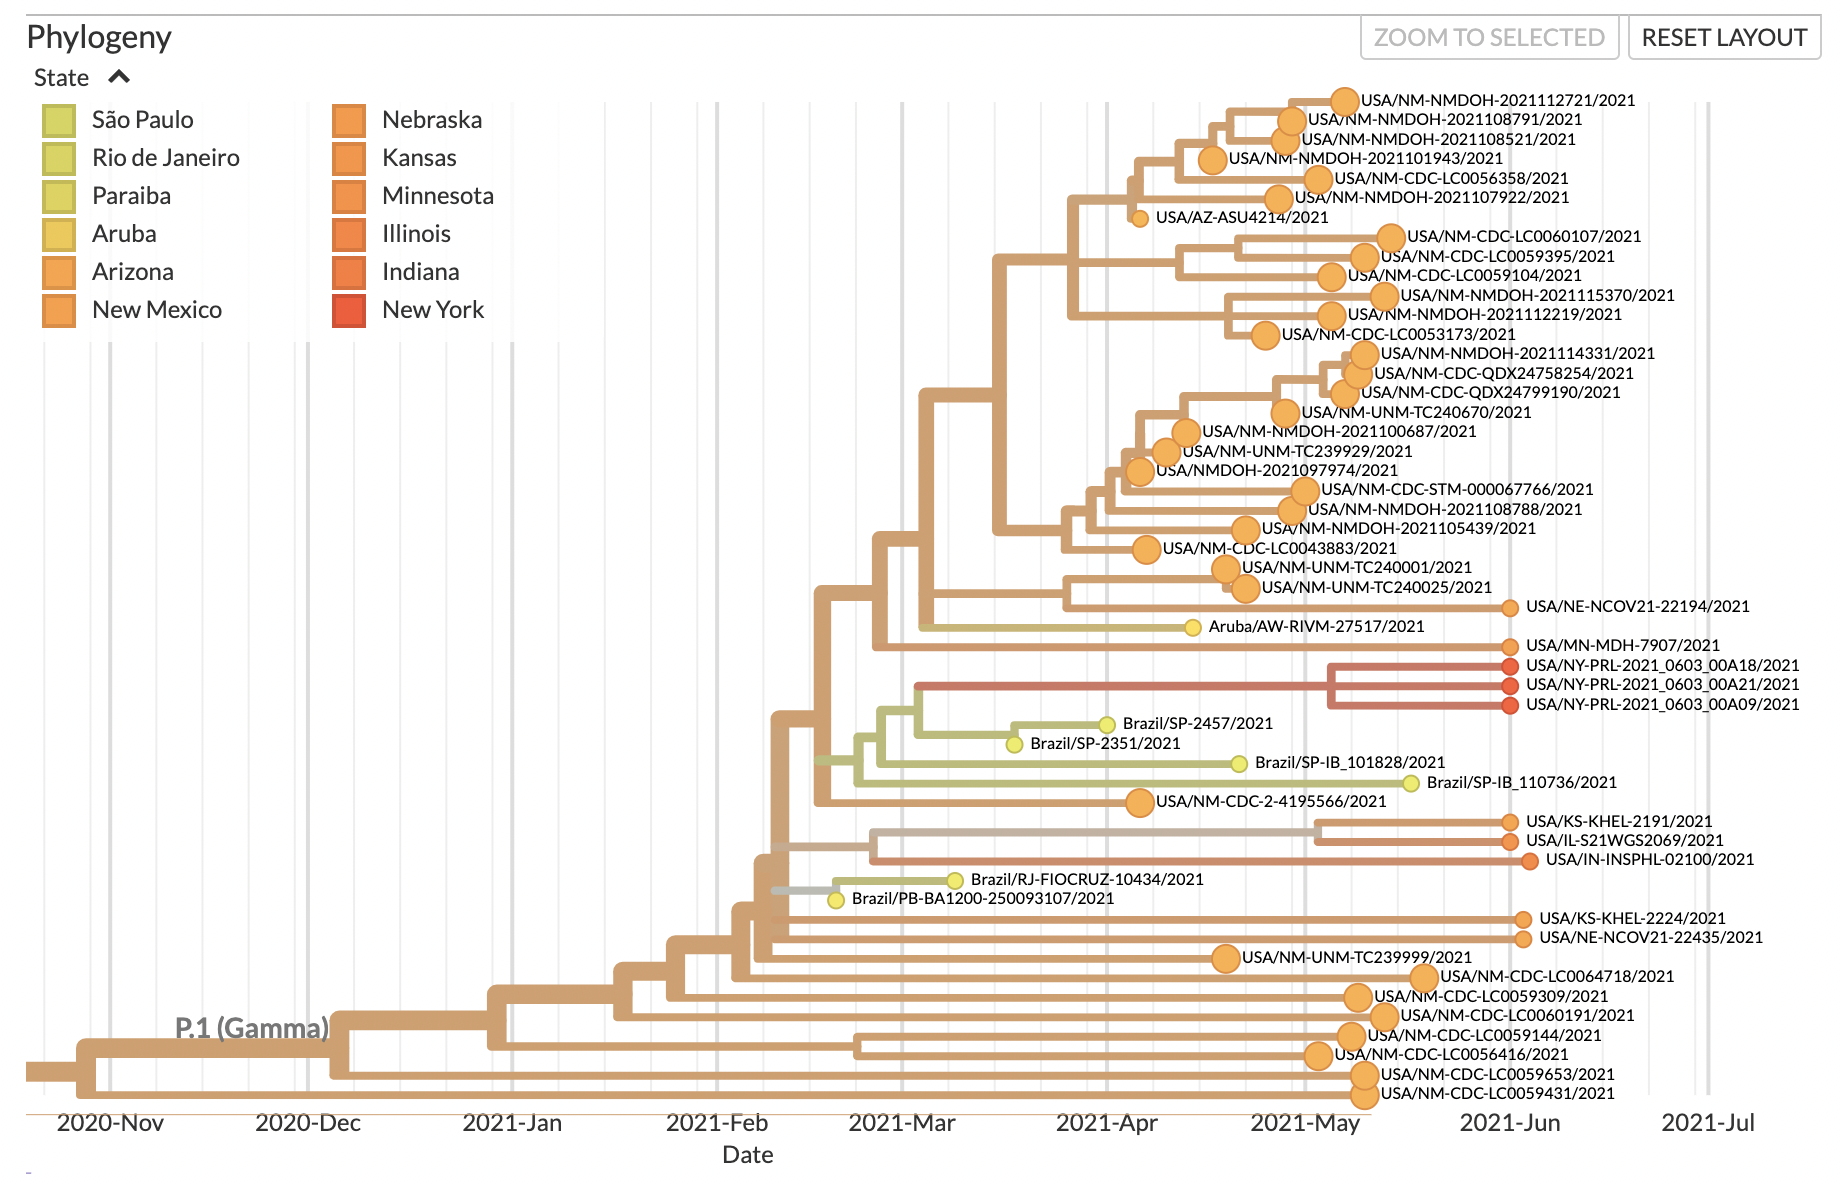 Phylogeny
ZOOM TO SELECTED
RESET LAYOUT
State
São Paulo
Rio de Janeiro
Paraiba
Aruba
Arizona
New Mexico
Nebraska
Kansas
Minnesota
Illinois
Indiana
New York
USA/NM-NMDOH-2021112721/2021
USA/NM-NMDOH-2021108791/2021
USA/NM-NMDOH-2021108521/2021
USA/NM-NMDOH-2021101943/2021
USA/NM-CDC-LC0056358/2021
USA/NM-NMDOH-2021107922/2021
USA/AZ-ASU4214/2021
USA/NM-CDC-LC0060107/2021
USA/NM-CDC-LC0059395/2021
USA/NM-CDC-LC0059104/2021
USA/NM-NMDOH-2021115370/2021
USA/NM-NMDOH-2021112219/2021
USA/NM-CDC-LC0053173/2021
USA/NM-NMDOH-2021114331/2021
USA/NM-CDC-QDX24758254/2021
USA/NM-CDC-QDX24799190/2021
USA/NM-UNM-TC240670/2021
USA/NM-NMDOH-2021100687/2021
USA/NM-UNM-TC239929/2021
USA/NMDOH-2021097974/2021
USA/NM-CDC-STM-000067766/2021
USA/NM-NMDOH-2021108788/2021
USA/NM-NMDOH-2021105439/2021
USA/NM-CDC-LC0043883/2021
USA/NM-UNM-TC240001/2021
USA/NM-UNM-TC240025/2021
USA/NE-NCOV21-22194/2021
Aruba/AW-RIVM-27517/2021
USA/MN-MDH-7907/2021
USA/NY-PRL-2021_0603_00A18/2021
USA/NY-PRL-2021_0603_00A21/2021
USA/NY-PRL-2021_0603_00A09/2021
Brazil/SP-2457/2021
Brazil/SP-2351/2021
Brazil/SP-IB_101828/2021
Brazil/SP-IB_110736/2021
USA/NM-CDC-2-4195566/2021
USA/KS-KHEL-2191/2021
USA/IL-S21WGS2069/2021
USA/IN-INSPHL-02100/2021
Brazil/RJ-FIOCRUZ-10434/2021
Brazil/PB-BA1200-250093107/2021
USA/KS-KHEL-2224/2021
USA/NE-NCOV21-22435/2021
USA/NM-UNM-TC239999/2021
USA/NM-CDC-LC0064718/2021
USA/NM-CDC-LC0059309/2021
USA/NM-CDC-LC0060191/2021
P.1 (Gamma)
USA/NM-CDC-LC0059144/2021
USA/NM-CDC-LC0056416/2021
USA/NM-CDC-LC0059653/2021
USA/NM-CDC-LC0059431/2021
2020-Nov 2020-Dec 2021-Jan 2021-Feb 2021-Mar 2021-Apr 2021-May 2021-Jun 2021-Jul
Date